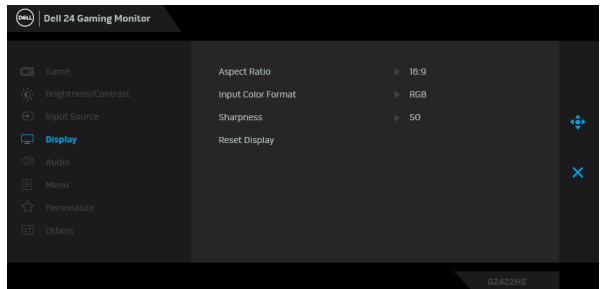 DELL Dell 24 Gaming Monitor
Game
Brightness/Contrast
Input Source
Display
Audio
Menu
Personalize
Others
Aspect Ratio 16:9
Input Color Format RGB
Sharpness 50
Reset Display
G2422HS